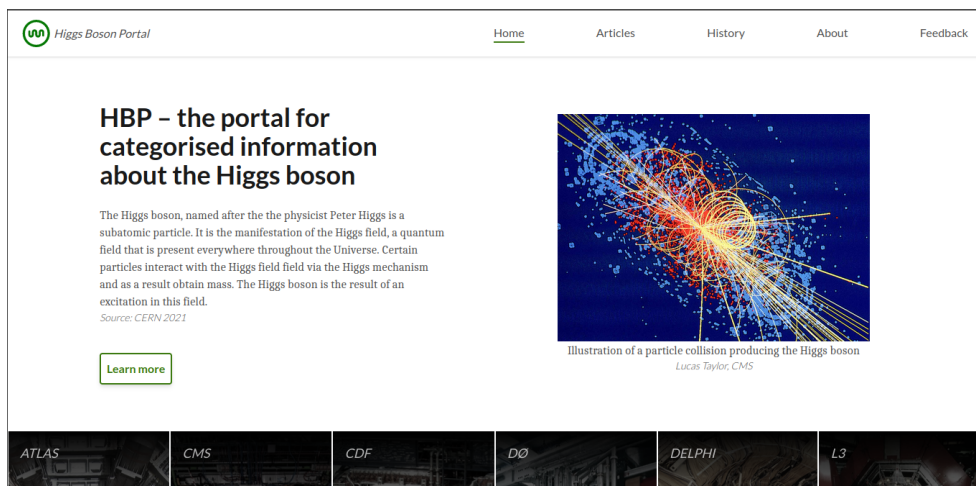 Higgs Boson Portal
Home
Articles
History
About
Feedback
HBP – the portal for
categorised information
about the Higgs boson
The Higgs boson, named after the the physicist Peter Higgs is a
subatomic particle. It is the manifestation of the Higgs field, a quantum
field that is present everywhere throughout the Universe. Certain
particles interact with the Higgs field field via the Higgs mechanism
and as a result obtain mass. The Higgs boson is the result of an
excitation in this field.
Source: CERN 2021
Learn more
Illustration of a particle collision producing the Higgs boson
Lucas Taylor, CMS
ATLAS
CMS
CDF
DØ
DELPHI
L3